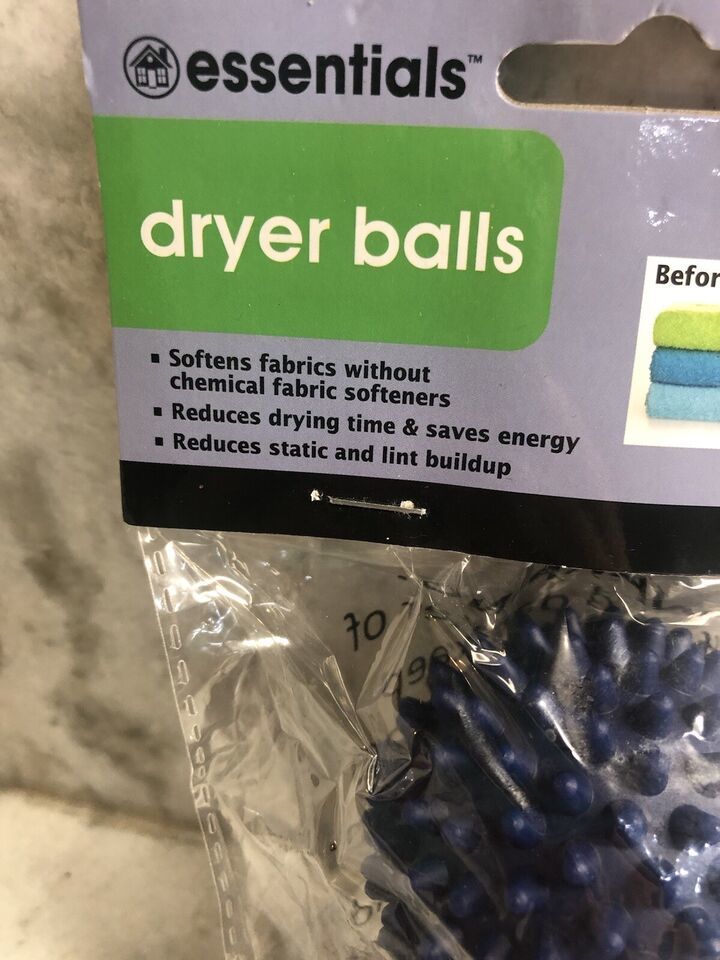 essentials™
dryer balls
Befor
▪ Softens fabrics without
chemical fabric softeners
▪ Reduces drying time & saves energy
▪ Reduces static and lint buildup